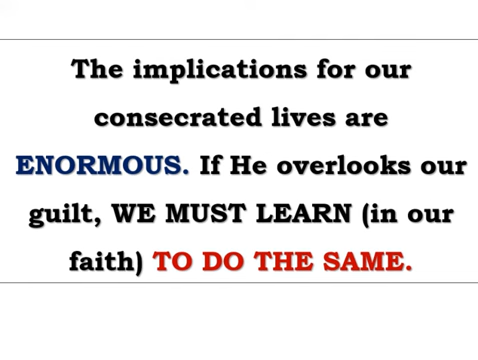 The implications for our
consecrated lives are
ENORMOUS. If He overlooks our
guilt, WE MUST LEARN (in our
faith) TO DO THE SAME.